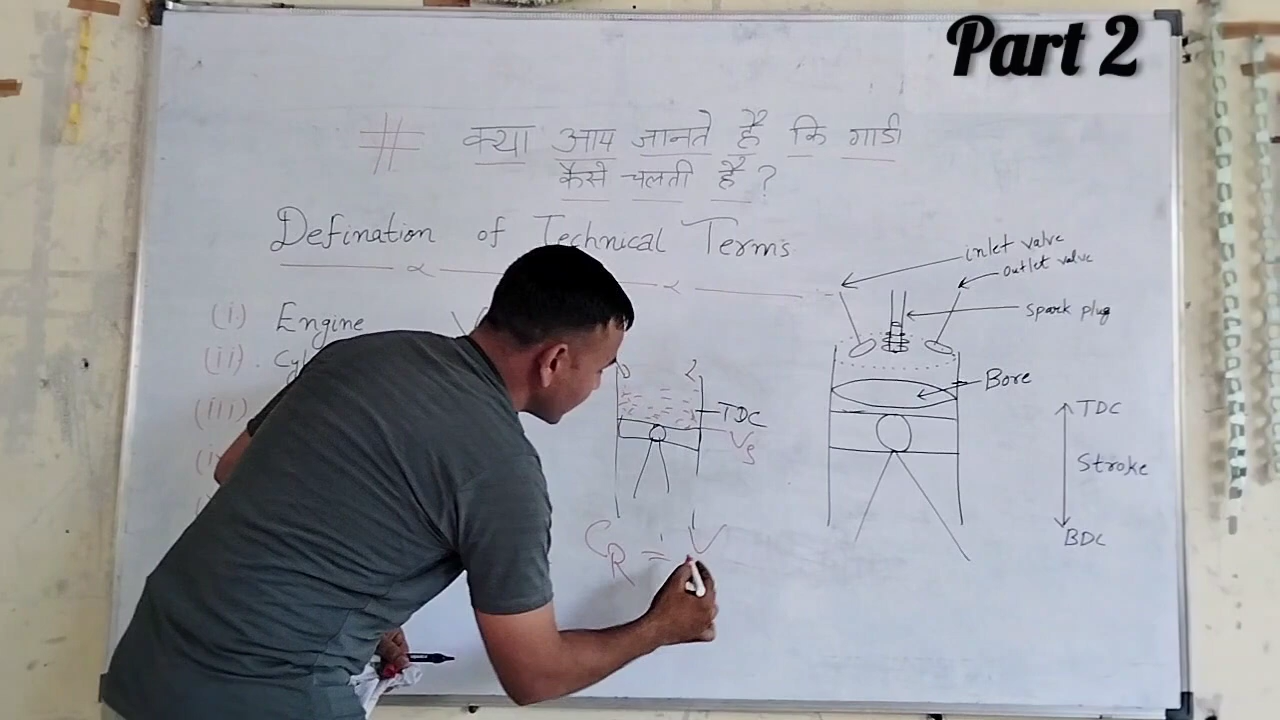 Part 2
# क्या आप जानते है कि गाडी
कैसे चलती है ?
Defination of Technical Terms
inlet valve
outlet valve
(i) Engine
spark plug
(ii).
(iii)
Bore
TDC
TDC
Vs
Stroke
BDC
CR = V